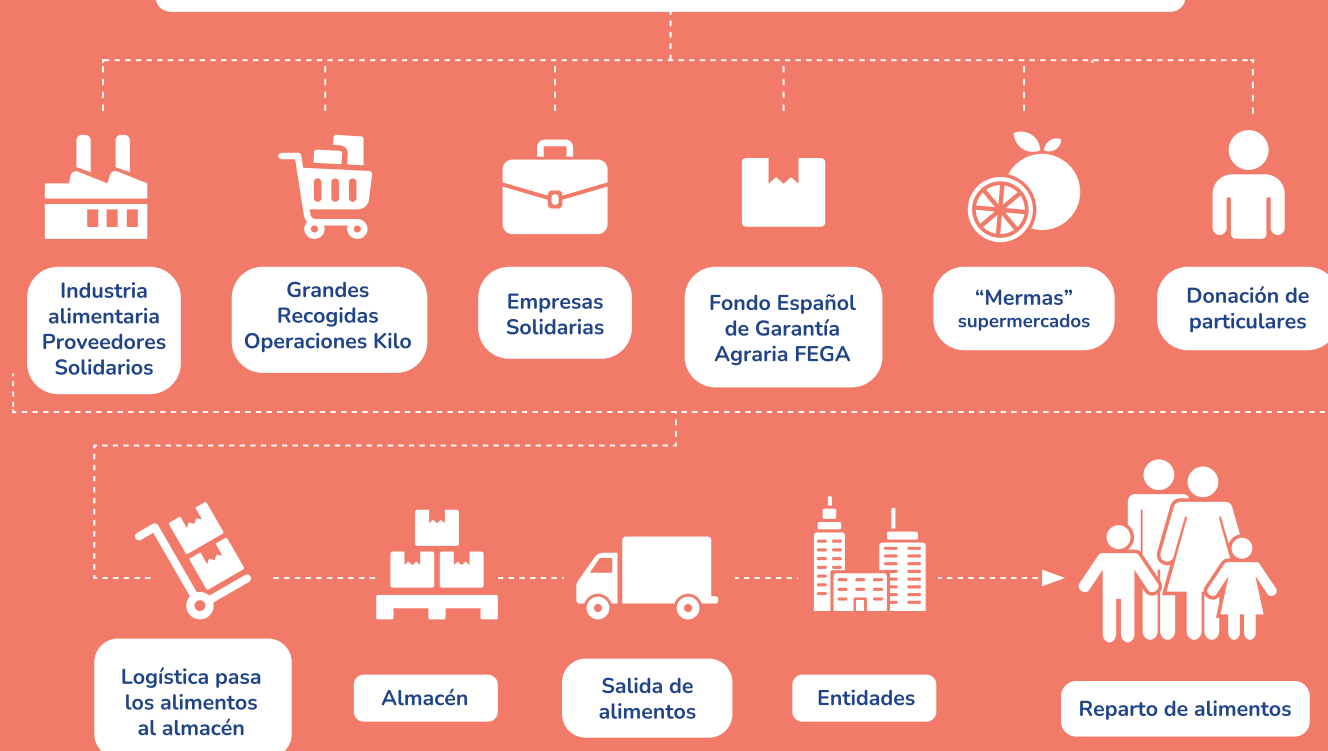 Industria
alimentaria
Proveedores
Solidarios
Grandes
Recogidas
Operaciones Kilo
Empresas
Solidarias
Fondo Español
de Garantía
Agraria FEGA
“Mermas”
supermercados
Donación de
particulares
Logística pasa
los alimentos
al almacén
Almacén
Salida de
alimentos
Entidades
Reparto de alimentos